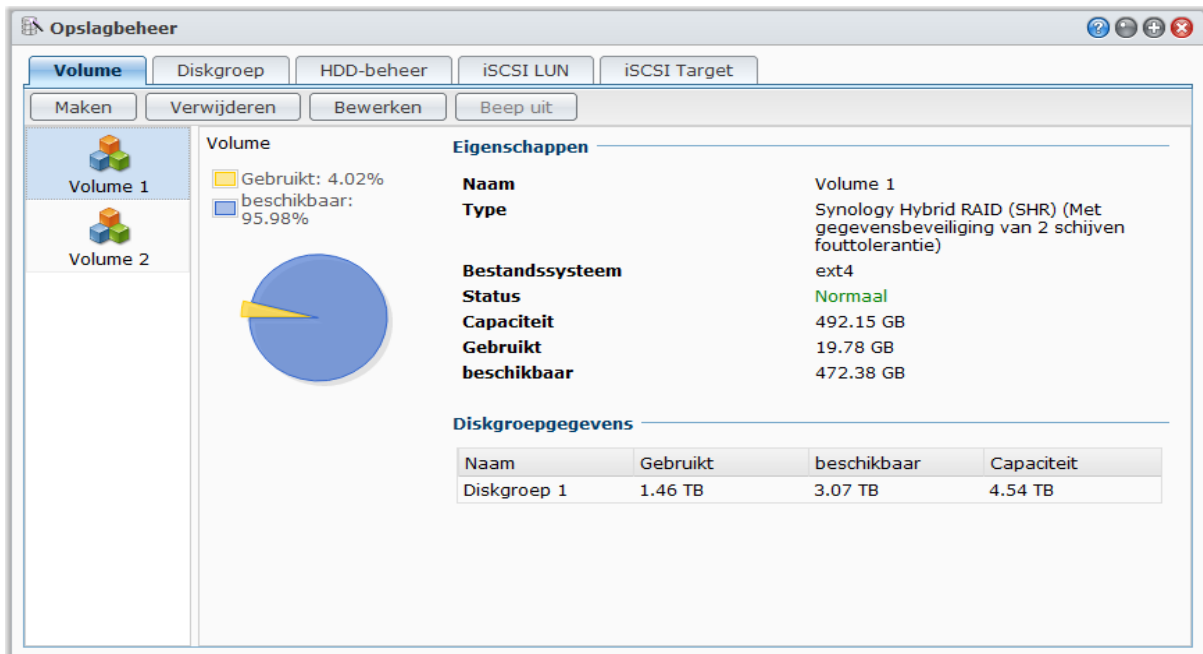 Opslagbeheer
Volume
Diskgroep
HDD-beheer
iSCSI LUN
iSCSI Target
Maken
Verwijderen
Bewerken
Beep uit
Volume 1
Volume 2
Volume
Gebruikt: 4.02%
beschikbaar:
95.98%
Eigenschappen
Naam Volume 1
Type Synology Hybrid RAID (SHR) (Met
gegevensbeveiliging van 2 schijven
fouttolerantie)
Bestandssysteem ext4
Status Normaal
Capaciteit 492.15 GB
Gebruikt 19.78 GB
beschikbaar 472.38 GB
Diskgroepgegevens
Naam Gebruikt beschikbaar Capaciteit
Diskgroep 1 1.46 TB 3.07 TB 4.54 TB